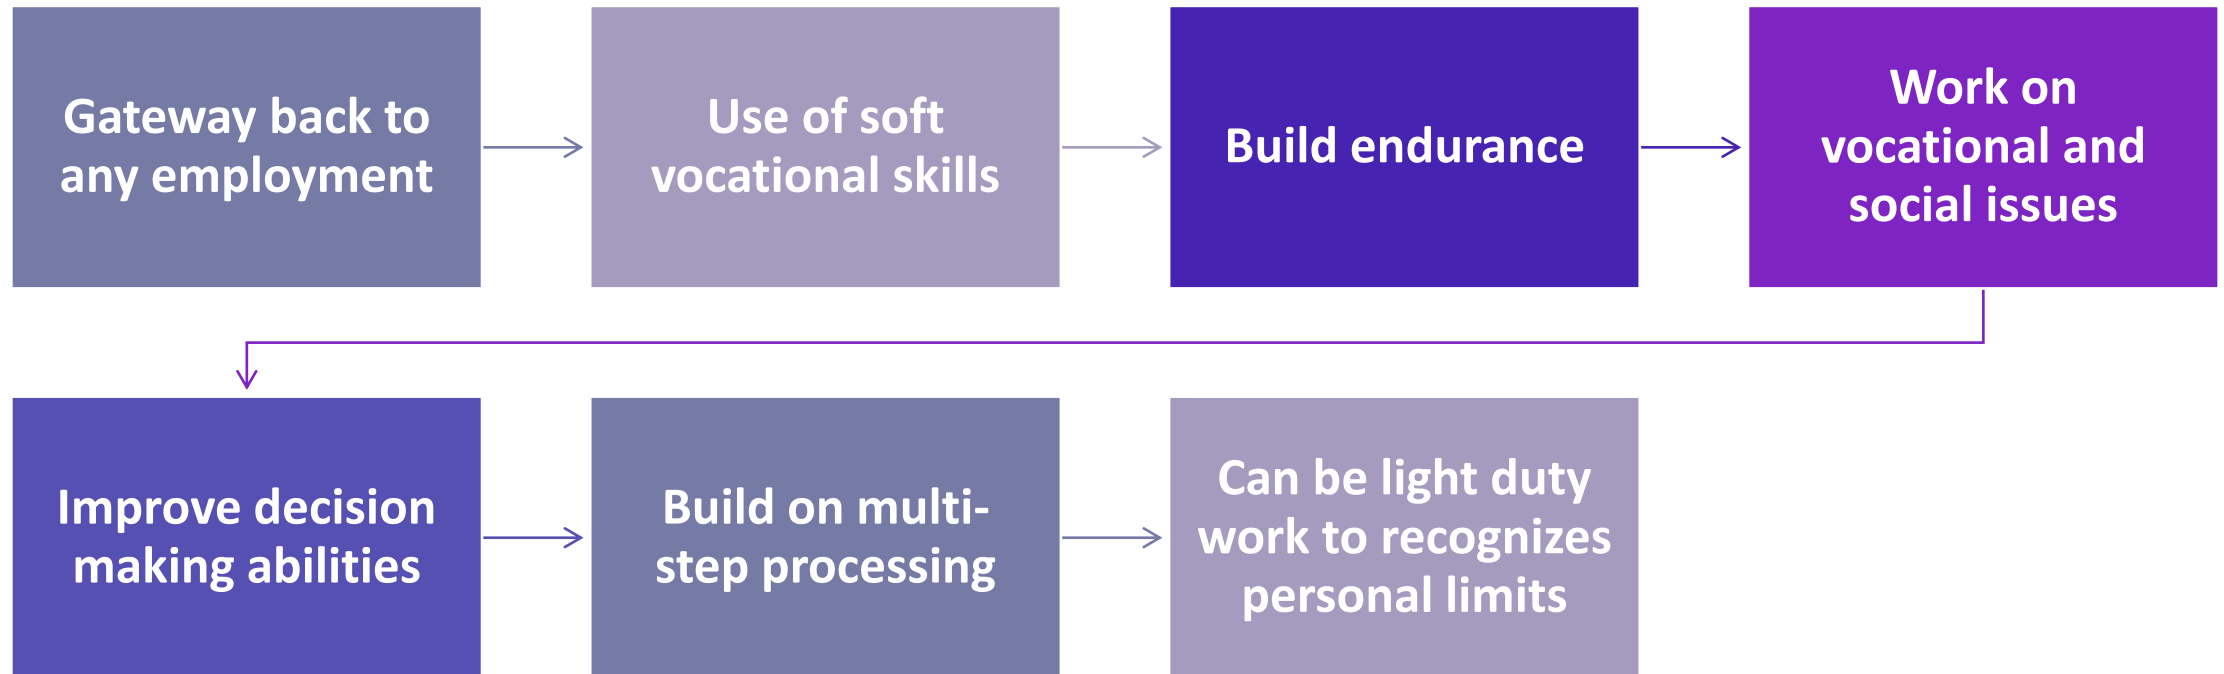 Gateway back to
any employment
Use of soft
vocational skills
Build endurance
Work on
vocational and
social issues
Improve decision
making abilities
Build on multi-
step processing
Can be light duty
work to recognizes
personal limits